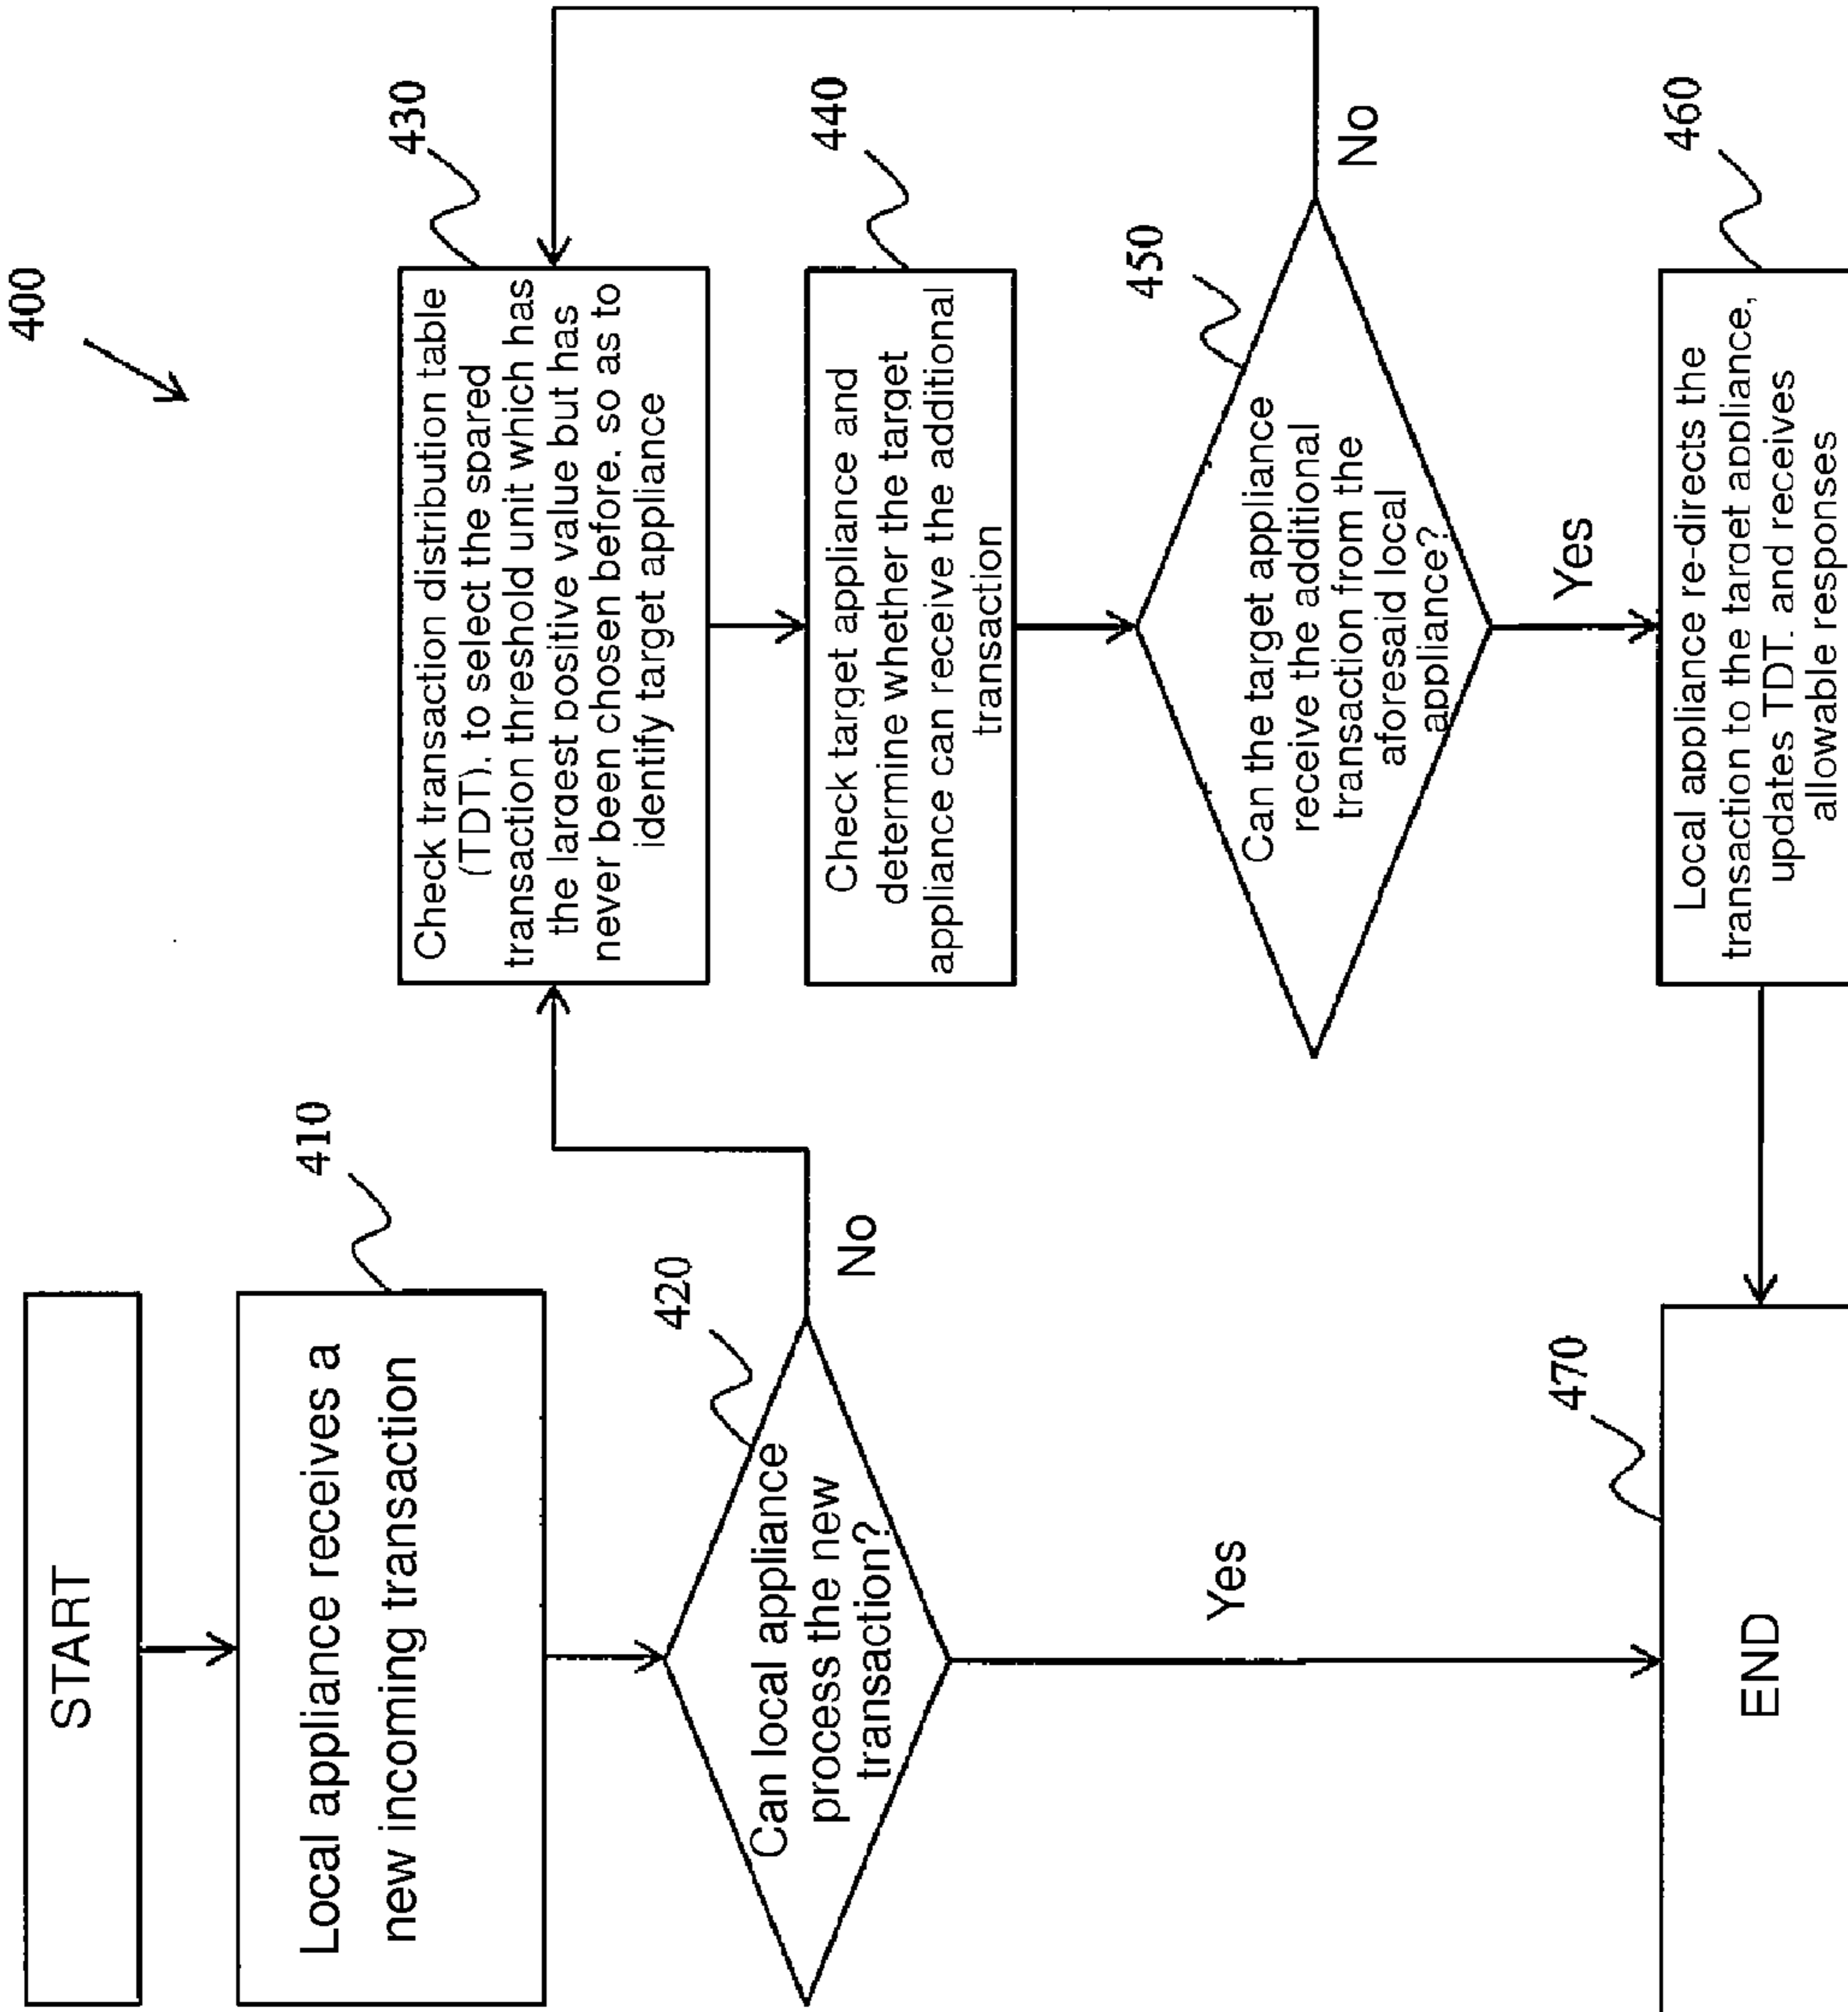 400
START
410
Local appliance receives a
new incoming transaction
420
Can local appliance
process the new
transaction?
No
Yes
430
Check transaction distribution table
(TDT), to select the spared
transaction threshold unit which has
the largest positive value but has
never been chosen before, so as to
identify target appliance
440
Check target appliance and
determine whether the target
appliance can receive the additional
transaction
450
Can the target appliance
receive the additional
transaction from the
aforesaid local
appliance?
No
Yes
460
Local appliance re-directs the
transaction to the target appliance,
updates TDT, and receives
allowable responses
470
END